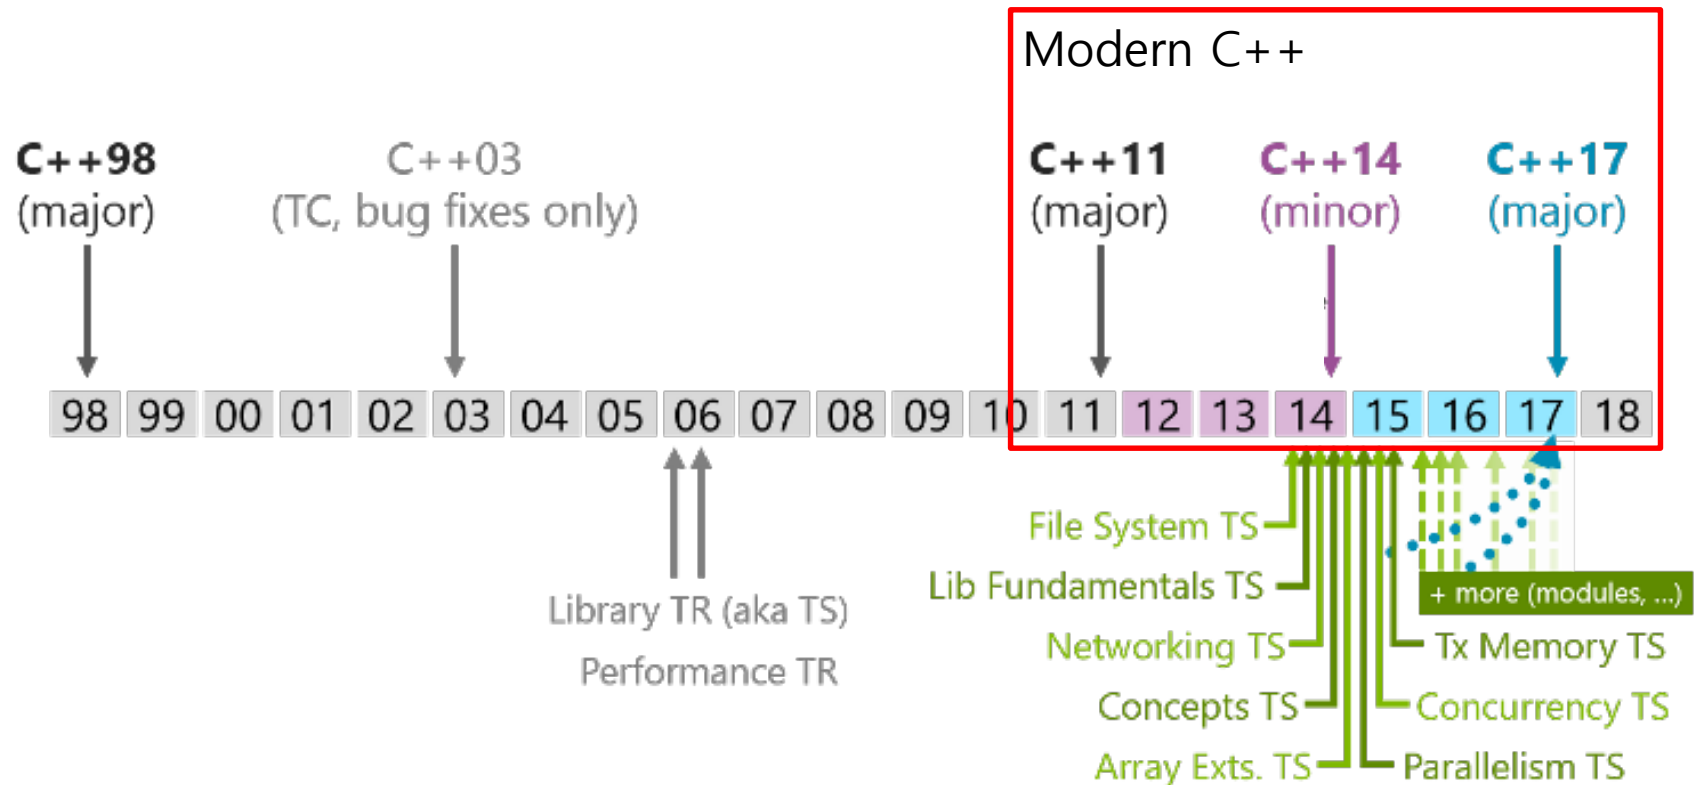 Modern C++
C++98
(major)
C++03
(TC, bug fixes only)
C++11
(major)
C++14
(minor)
C++17
(major)
98 99 00 01 02 03 04 05 06 07 08 09 10 11 12 13 14 15 16 17 18
Library TR (aka TS)
Performance TR
File System TS
Lib Fundamentals TS
Networking TS
Concepts TS
Array Exts. TS
+ more (modules, ...)
Tx Memory TS
Concurrency TS
Parallelism TS